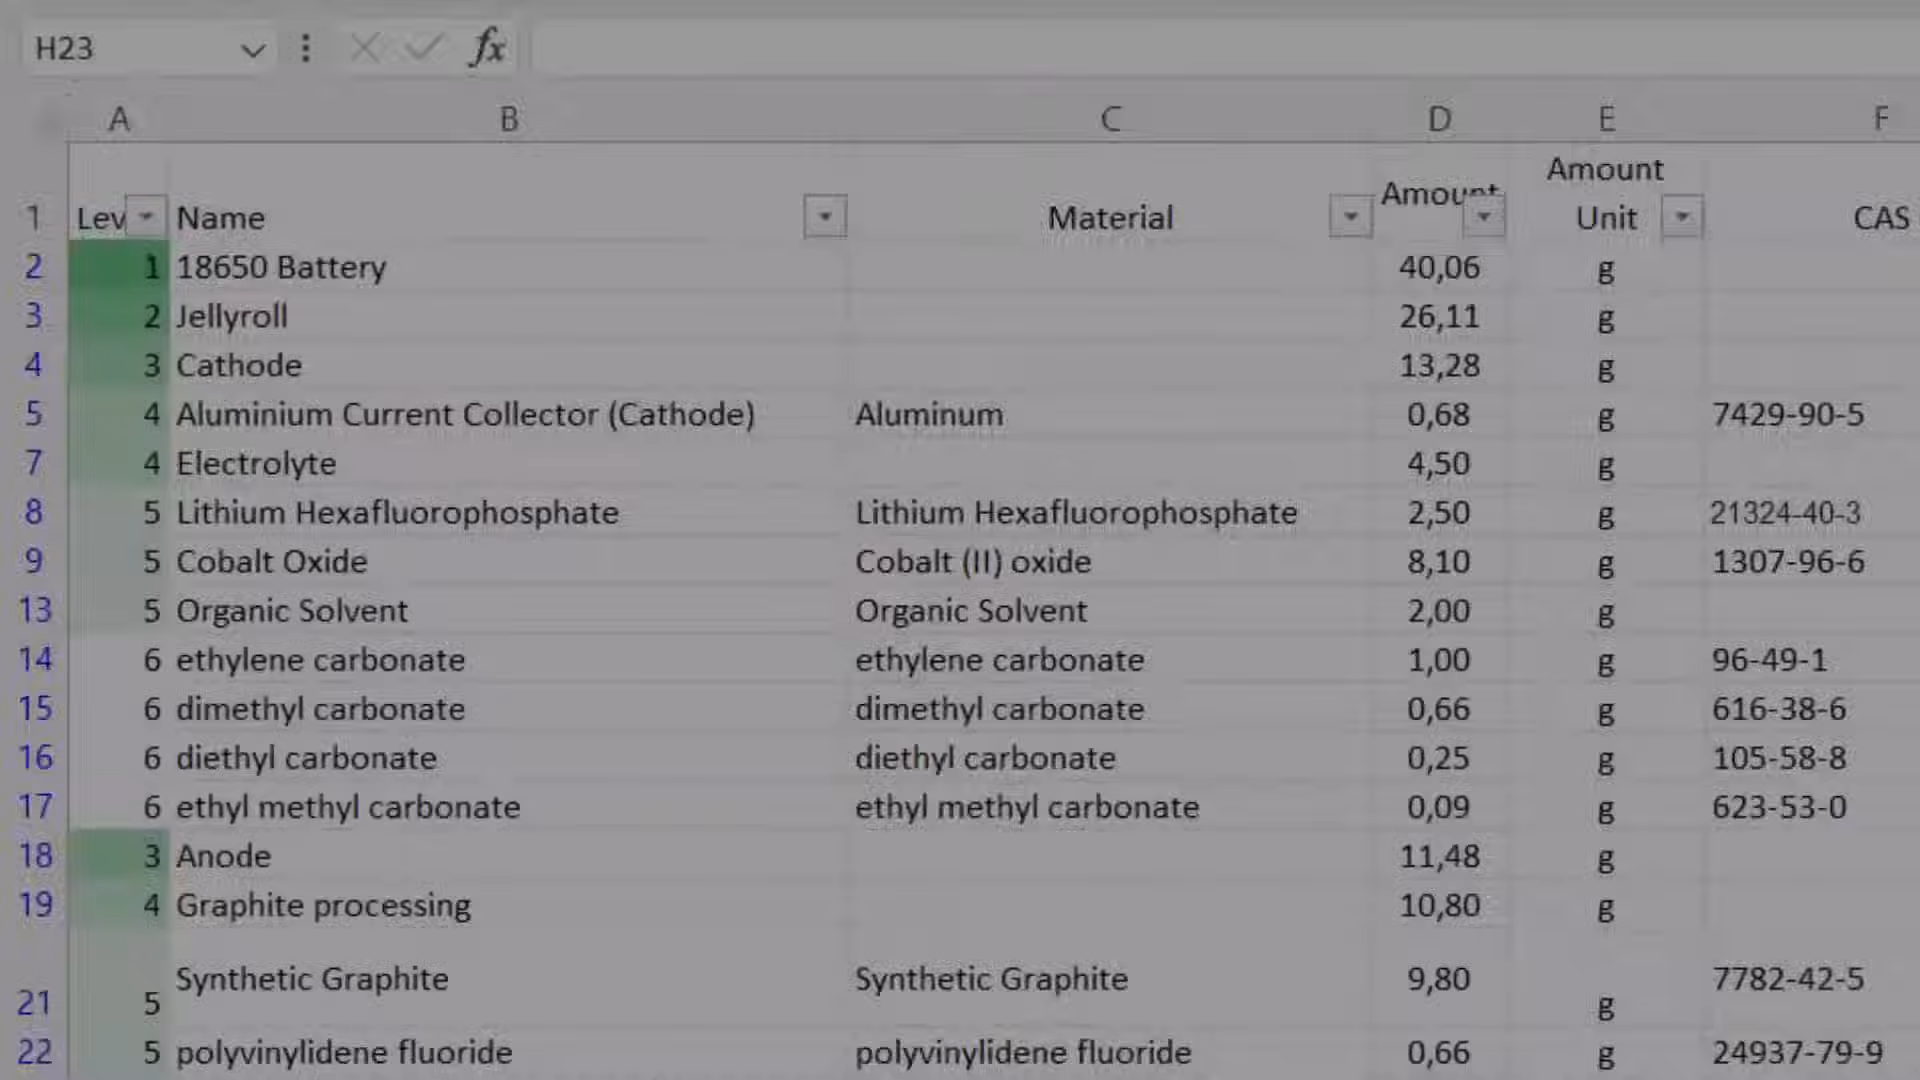 H23 fx
A B C D E F
Amount
1 Lev Name Material Amount Unit CAS
2 1 18650 Battery 40,06 g
3 2 Jellyroll 26,11 g
4 3 Cathode 13,28 g
5 4 Aluminium Current Collector (Cathode) Aluminum 0,68 g 7429-90-5
7 4 Electrolyte 4,50 g
8 5 Lithium Hexafluorophosphate Lithium Hexafluorophosphate 2,50 g 21324-40-3
9 5 Cobalt Oxide Cobalt (II) oxide 8,10 g 1307-96-6
13 5 Organic Solvent Organic Solvent 2,00 g
14 6 ethylene carbonate ethylene carbonate 1,00 g 96-49-1
15 6 dimethyl carbonate dimethyl carbonate 0,66 g 616-38-6
16 6 diethyl carbonate diethyl carbonate 0,25 g 105-58-8
17 6 ethyl methyl carbonate ethyl methyl carbonate 0,09 g 623-53-0
18 3 Anode 11,48 g
19 4 Graphite processing 10,80 g
21 5 Synthetic Graphite Synthetic Graphite 9,80 g 7782-42-5
22 5 polyvinylidene fluoride polyvinylidene fluoride 0,66 g 24937-79-9